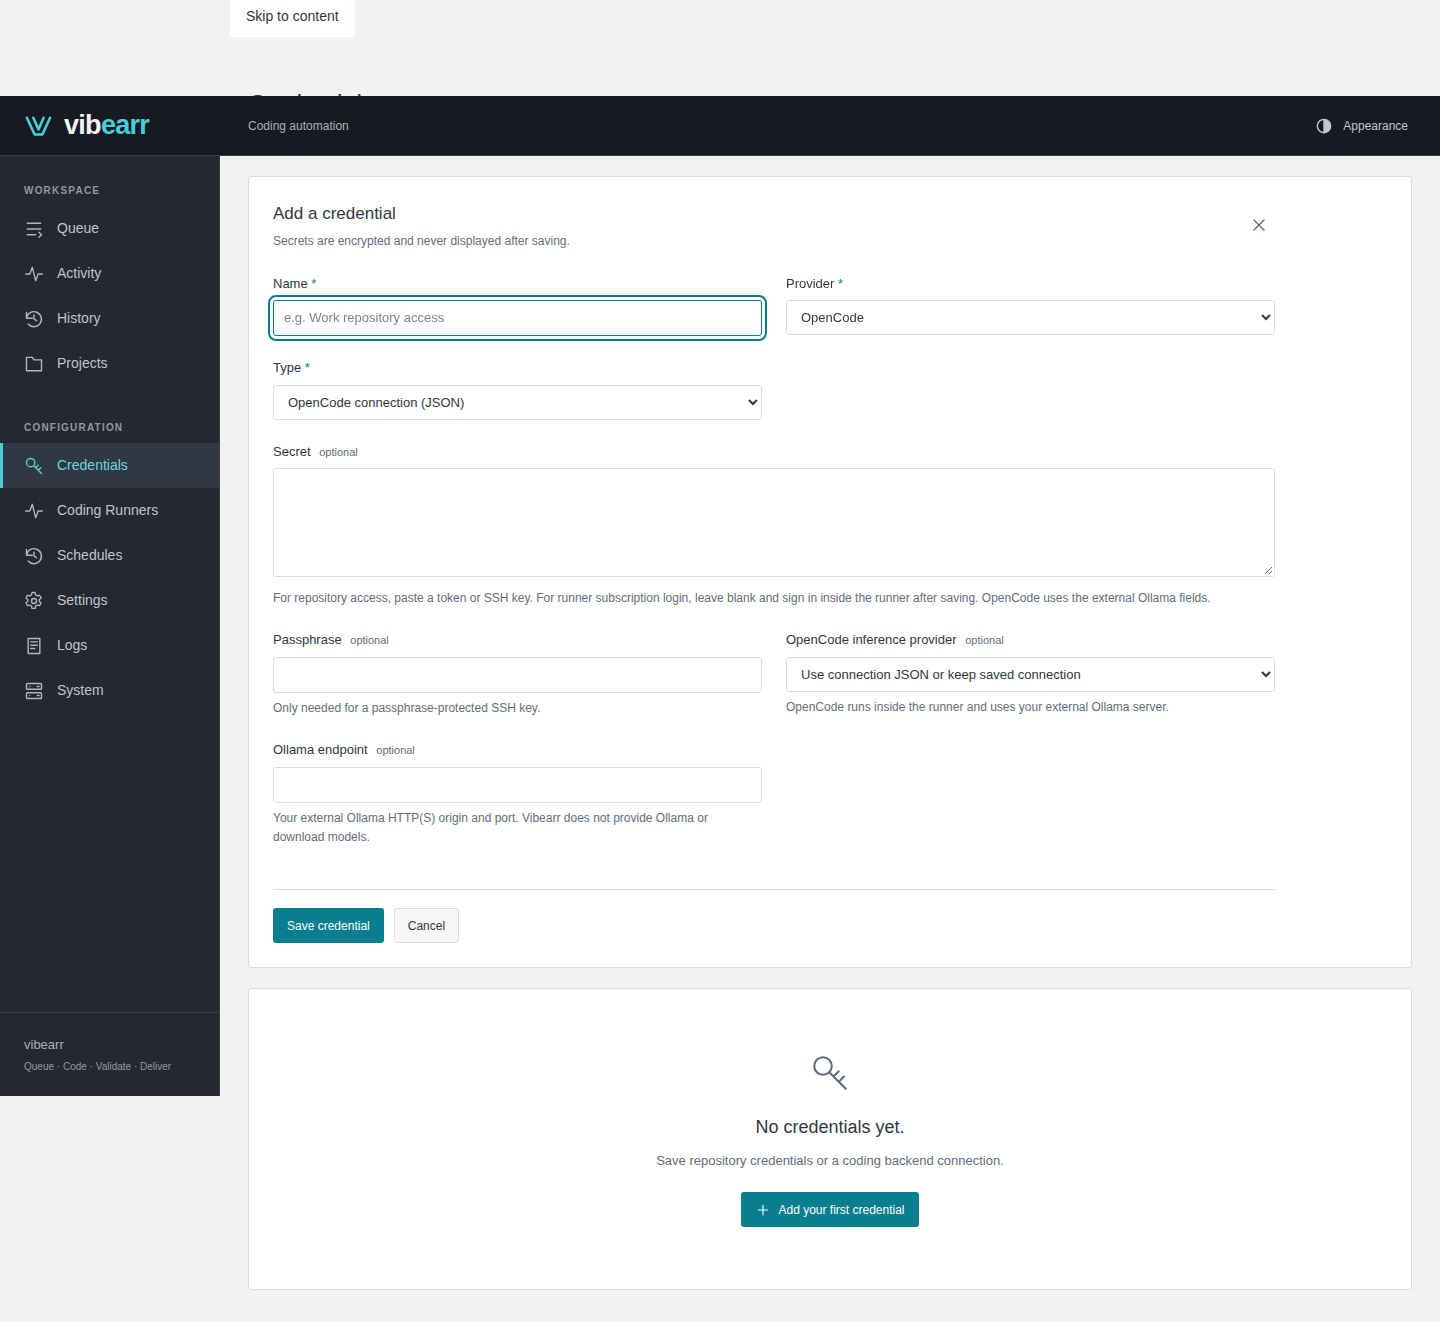 Skip to content
vibearr
Coding automation
Appearance
WORKSPACE
Queue
Activity
History
Projects
CONFIGURATION
Credentials
Coding Runners
Schedules
Settings
Logs
System
vibearr
Queue · Code · Validate · Deliver
Add a credential
Secrets are encrypted and never displayed after saving.
Name *
e.g. Work repository access
Provider *
OpenCode
Type *
OpenCode connection (JSON)
Secret optional
For repository access, paste a token or SSH key. For runner subscription login, leave blank and sign in inside the runner after saving. OpenCode uses the external Ollama fields.
Passphrase optional
Only needed for a passphrase-protected SSH key.
OpenCode inference provider optional
Use connection JSON or keep saved connection
OpenCode runs inside the runner and uses your external Ollama server.
Ollama endpoint optional
Your external Ollama HTTP(S) origin and port. Vibearr does not provide Ollama or
download models.
Save credential
Cancel
No credentials yet.
Save repository credentials or a coding backend connection.
Add your first credential